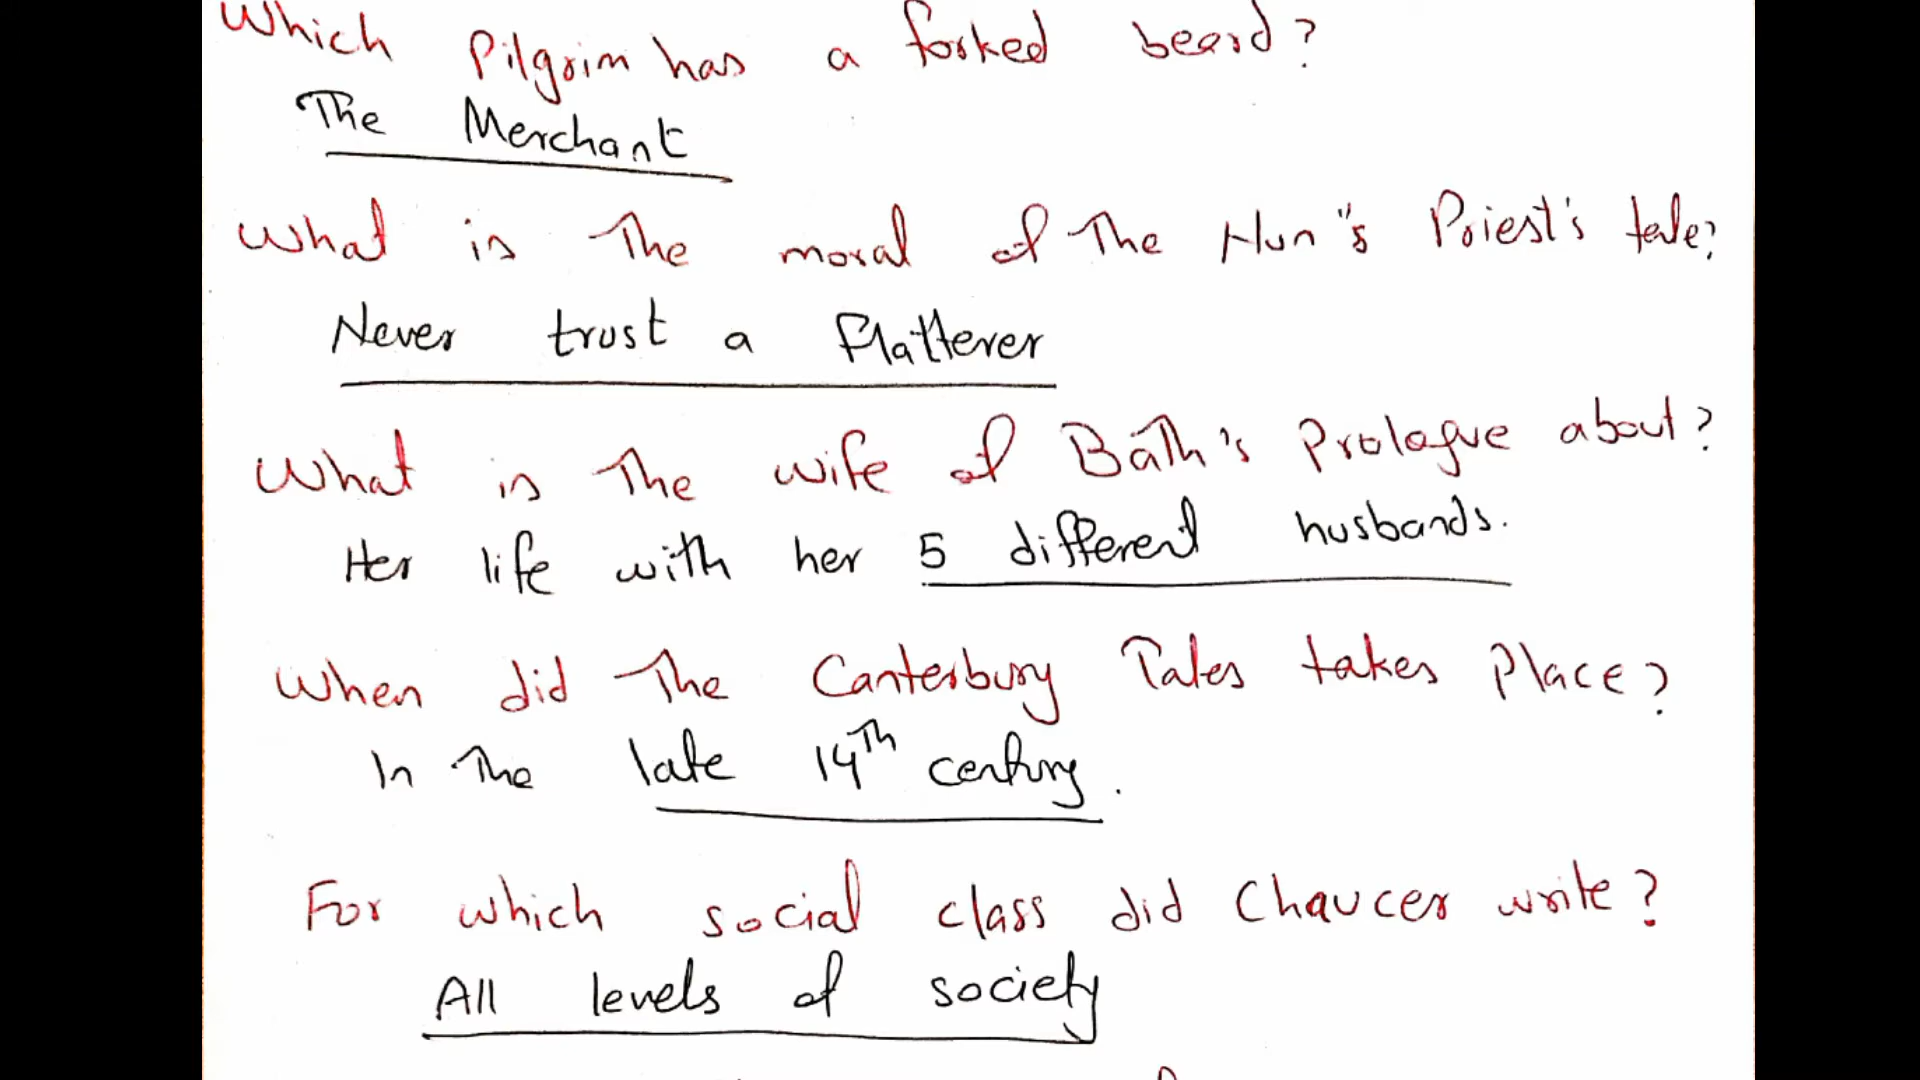 Which Pilgrim has a forked beard?
The Merchant
What is The moral of The Nun"s Priest's tale?
Never trust a Flatterer
What is The wife of Bath's Prologue about?
Her life with her 5 different husbands.
When did The Canterbury Tales takes Place?
In The late 14Th century.
For which social class did Chaucer write?
All levels of society